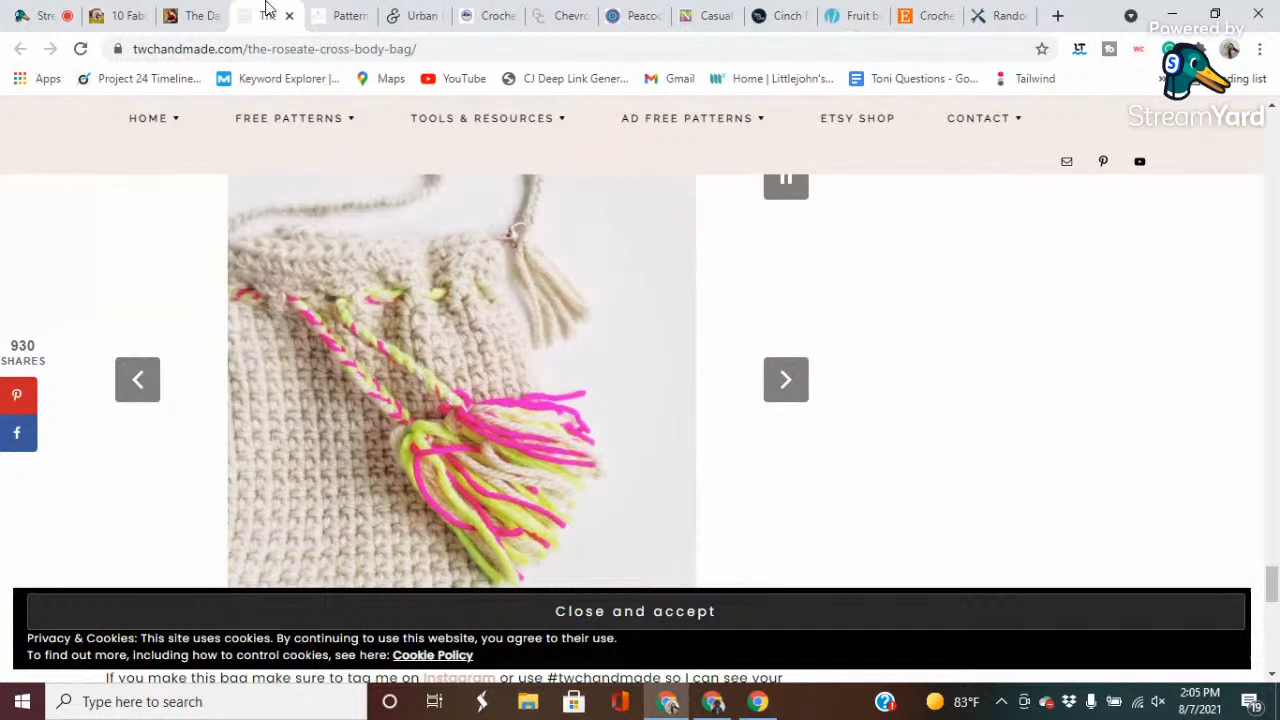 Stre
10 Fab
This Da
The
Pattern
Urban
Croche
Chevro
Peacoc
Casual
Cinch
Fruit b
Croche
Rando
Powered by
StreamYard
twchandmade.com/the-roseate-cross-body-bag/
Apps
Project 24 Timeline...
Keyword Explorer |...
Maps
YouTube
CJ Deep Link Gener...
Gmail
Home | Littlejohn's...
Toni Questions - Go...
Tailwind
ding list
HOME
FREE PATTERNS
TOOLS & RESOURCES
AD FREE PATTERNS
ETSY SHOP
CONTACT
930
SHARES
Close and accept
Privacy & Cookies: This site uses cookies. By continuing to use this website, you agree to their use.
To find out more, including how to control cookies, see here: Cookie Policy
If you make this bag make sure to tag me on Instagram or use #twchandmade so I can see your
Type here to search
83°F
2:05 PM
8/7/2021
19